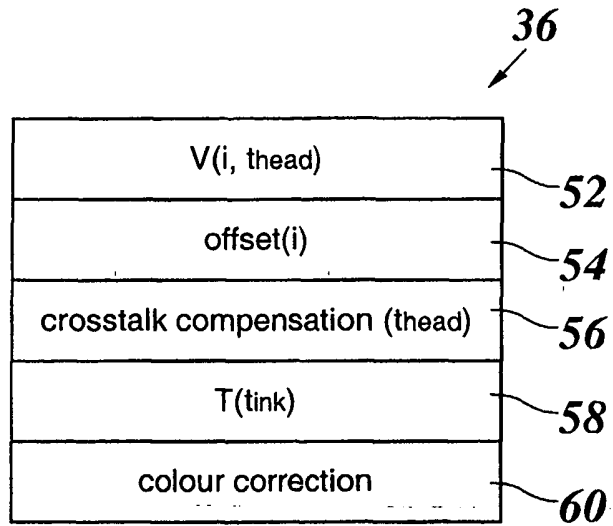 36
V(i, thead)
52
offset(i)
54
crosstalk compensation (thead)
56
T(tink)
58
colour correction
60